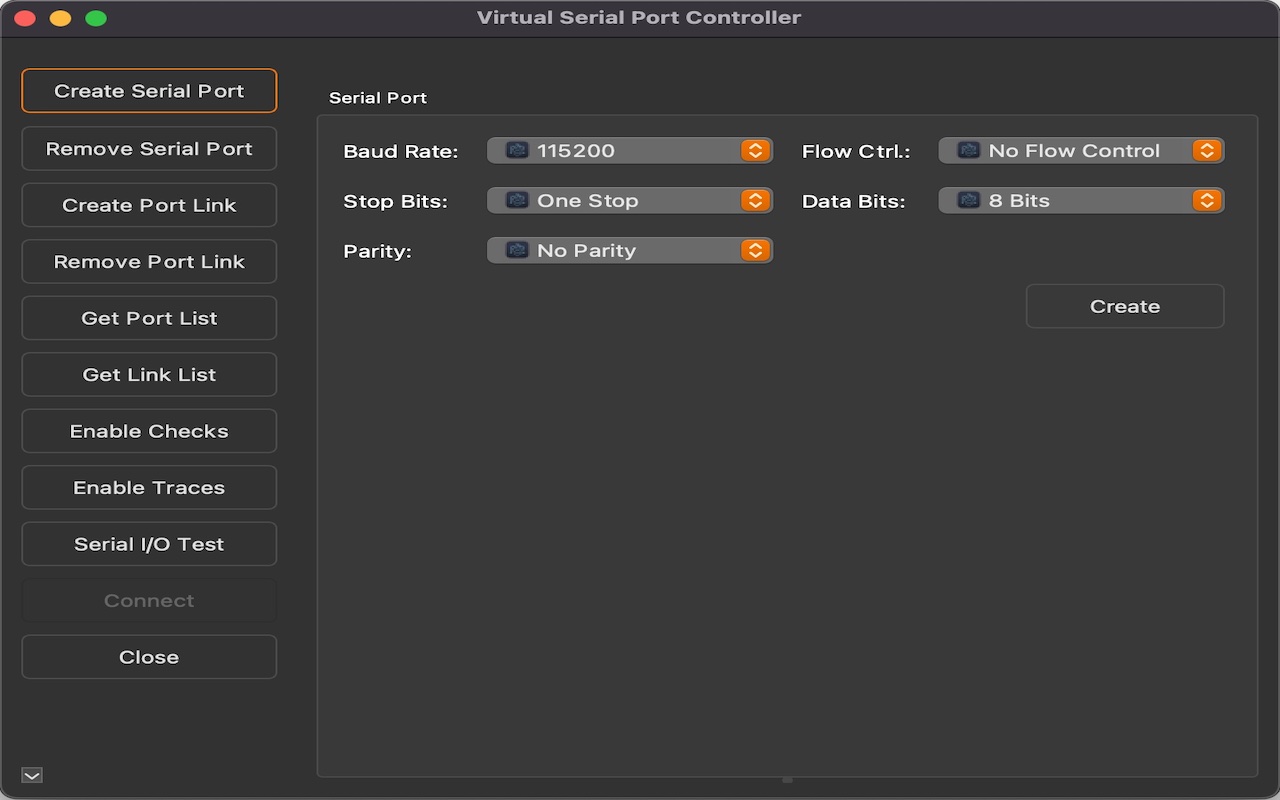 Virtual Serial Port Controller
Create Serial Port
Remove Serial Port
Create Port Link
Remove Port Link
Get Port List
Get Link List
Enable Checks
Enable Traces
Serial I/O Test
Connect
Close
Serial Port
Baud Rate: 115200 Flow Ctrl.: No Flow Control
Stop Bits: One Stop Data Bits: 8 Bits
Parity: No Parity
Create